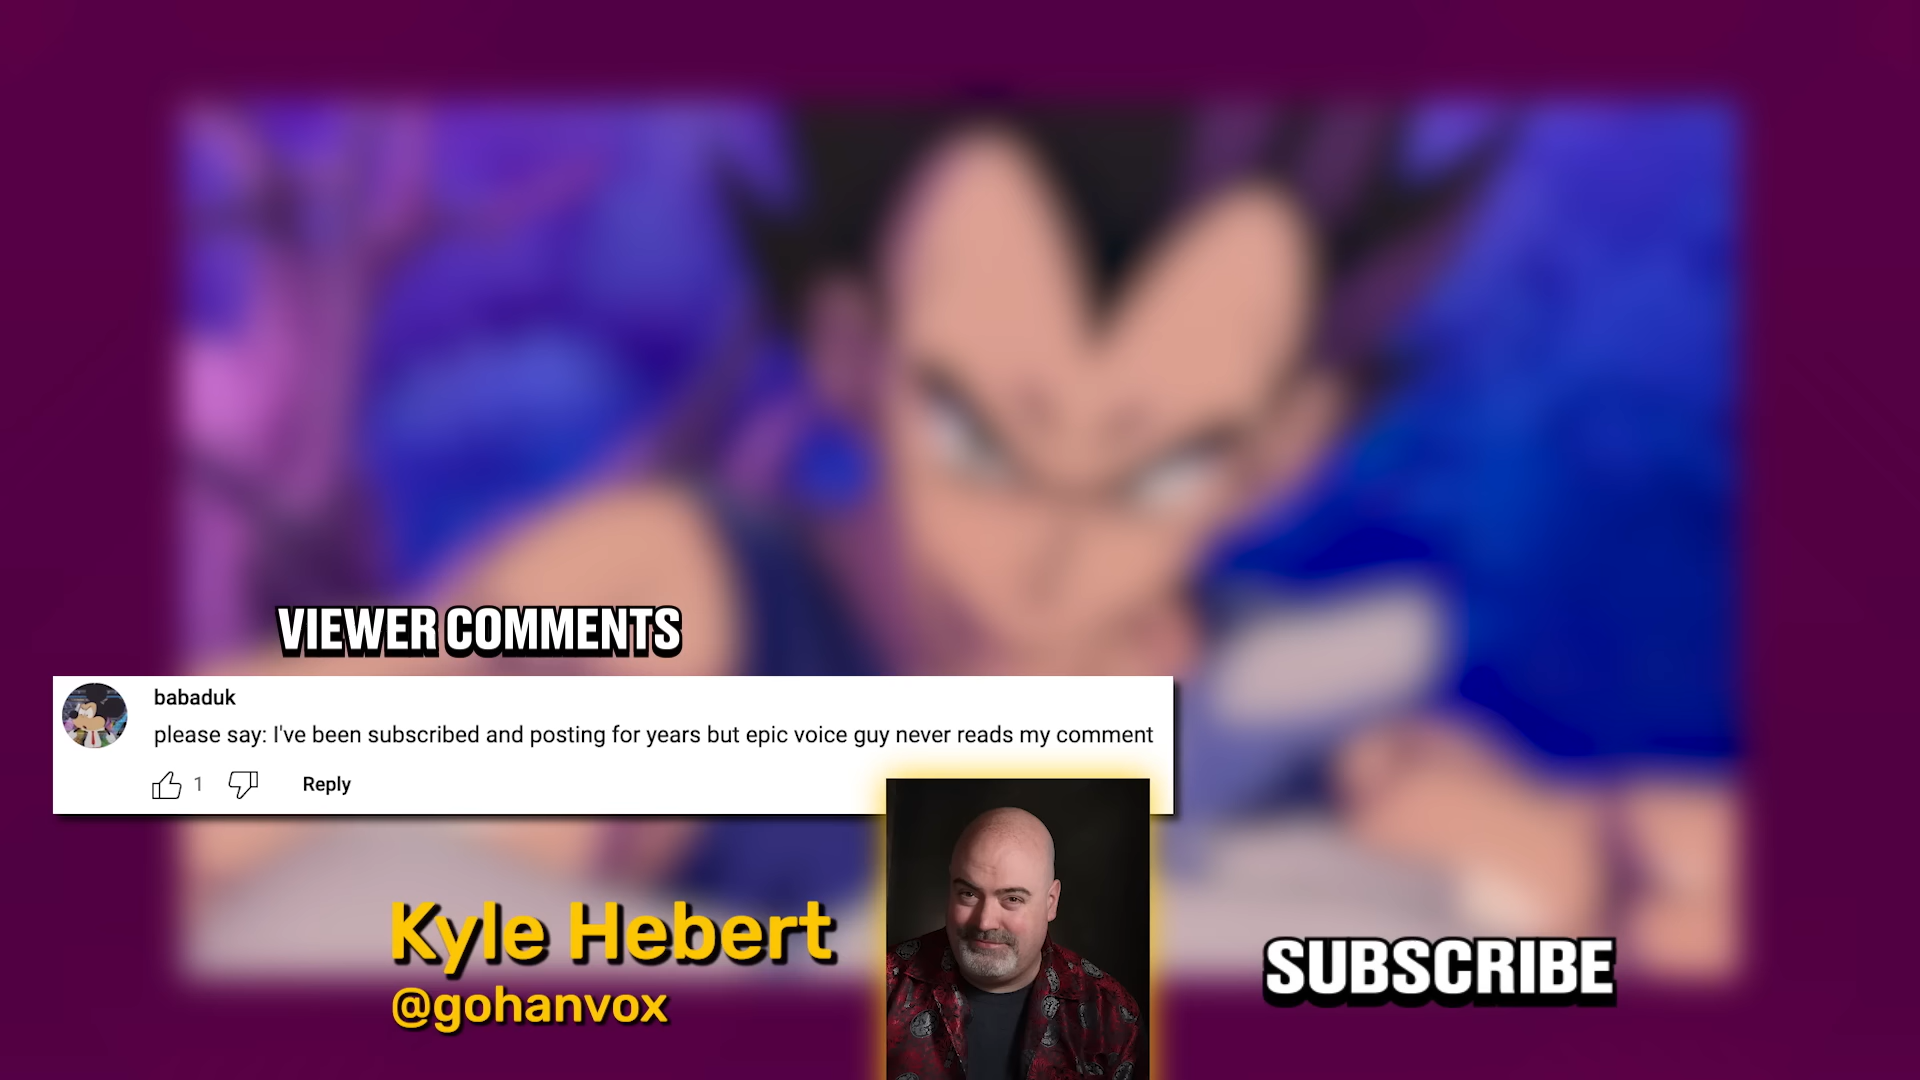 VIEWER COMMENTS
babaduk
please say: I've been subscribed and posting for years but epic voice guy never reads my comment
1
Reply
Kyle Hebert
@gohanvox
SUBSCRIBE